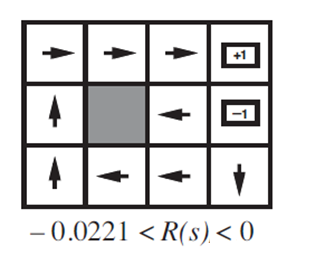 +1
−1
– 0.0221 < R(s) < 0